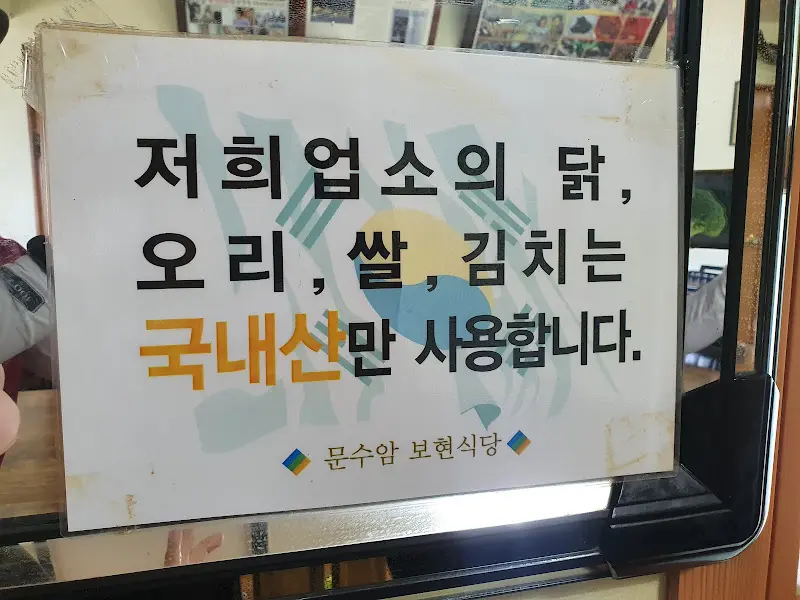 저희업소의 닭,
오리, 쌀, 김치는
국내산만 사용합니다.
문수암 보현식당